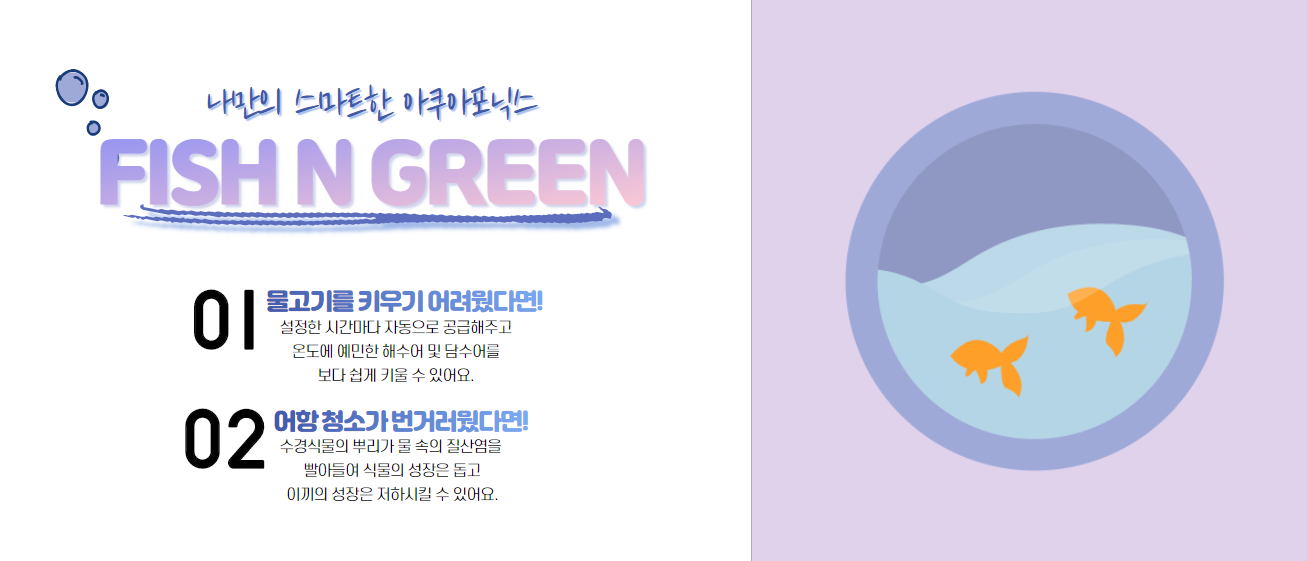 나만의 스마트한 아쿠아포닉스
FISH N GREEN
01 물고기를 키우기 어려웠다면!
설정한 시간마다 자동으로 공급해주고
온도에 예민한 해수어 및 담수어를
보다 쉽게 키울 수 있어요.
02 어항 청소가 번거러웠다면!
수경식물의 뿌리가 물 속의 질산염을
빨아들여 식물의 성장은 돕고
이끼의 성장은 저하시킬 수 있어요.